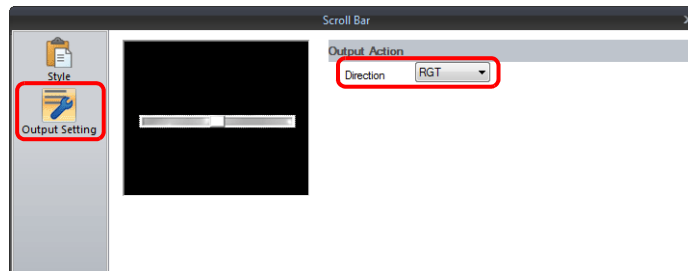 Scroll Bar
Style
Output Setting
Output Action
Direction RGT